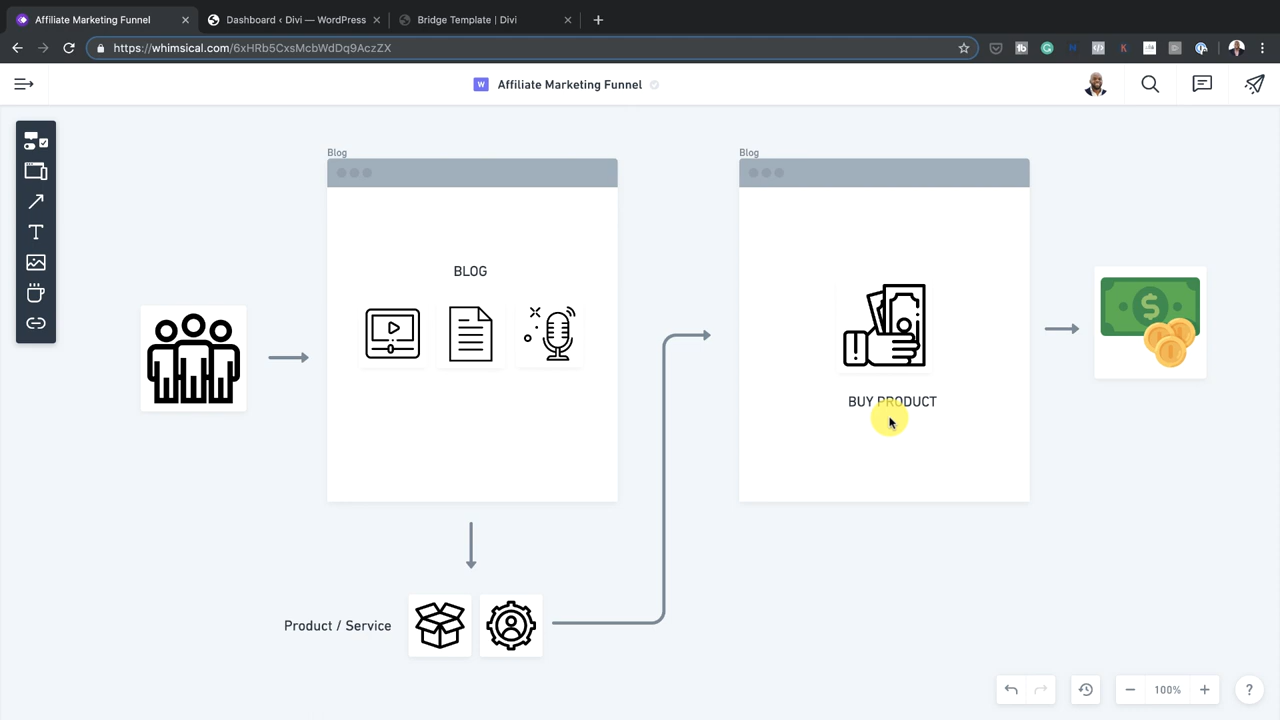 Affiliate Marketing Funnel
Dashboard ‹ Divi — WordPress
Bridge Template | Divi
https://whimsical.com/6xHRb5CxsMcbWdDq9AczZX
Affiliate Marketing Funnel
Blog
Blog
BLOG
BUY PRODUCT
Product / Service
100%